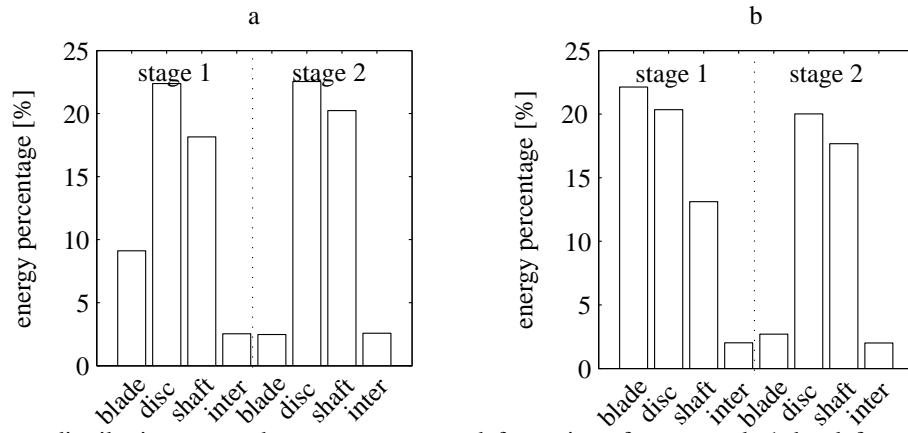 a
25
20
15
10
5
0
energy percentage [%]
stage 1
stage 2
blade
disc
shaft
inter
blade
disc
shaft
inter
b
25
20
15
10
5
0
energy percentage [%]
stage 1
stage 2
blade
disc
shaft
inter
blade
disc
shaft
inter